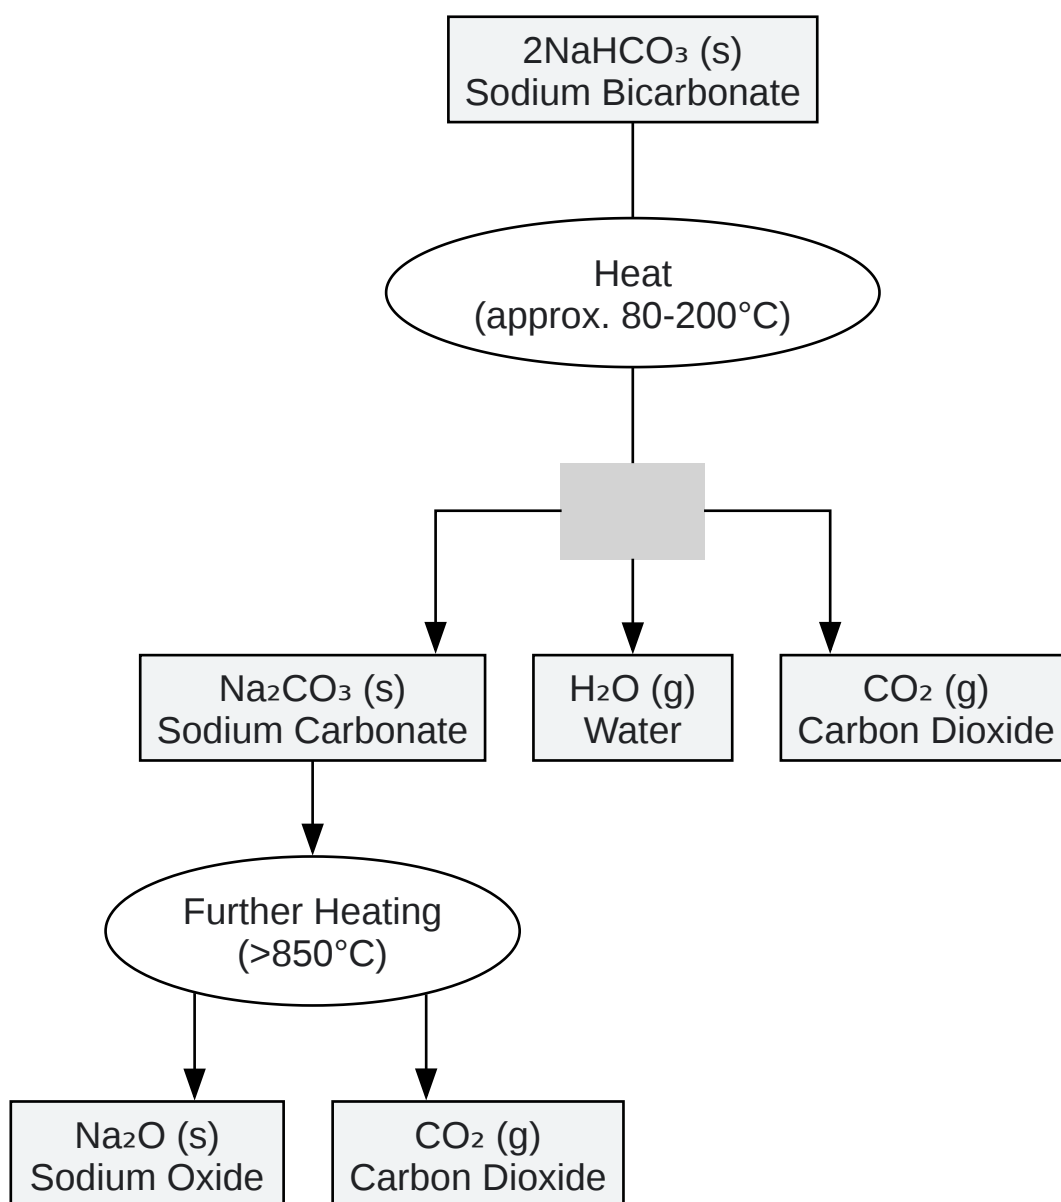 2NaHCO₃ (s)
Sodium Bicarbonate
Heat
(approx. 80-200°C)
Na₂CO₃ (s)
Sodium Carbonate
H₂O (g)
Water
CO₂ (g)
Carbon Dioxide
Further Heating
(>850°C)
Na₂O (s)
Sodium Oxide
CO₂ (g)
Carbon Dioxide